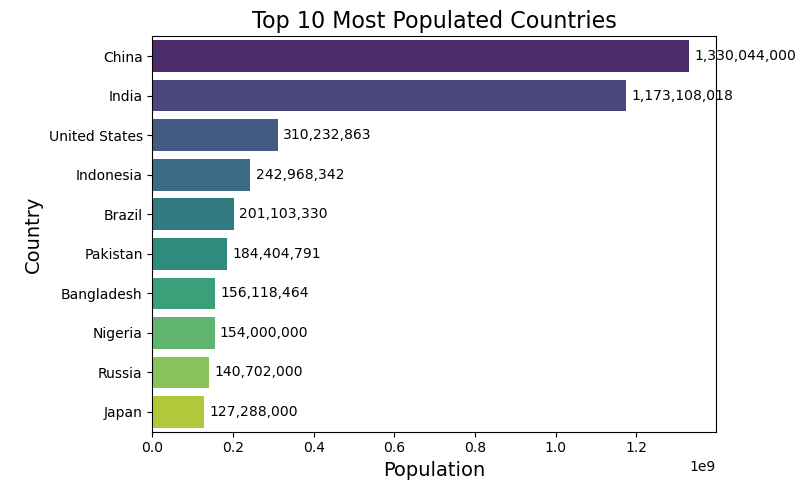 Top 10 Most Populated Countries
China 1,330,044,000
India 1,173,108,018
United States 310,232,863
Indonesia 242,968,342
Brazil 201,103,330
Pakistan 184,404,791
Bangladesh 156,118,464
Nigeria 154,000,000
Russia 140,702,000
Japan 127,288,000
Country
0.0 0.2 0.4 0.6 0.8 1.0 1.2
1e9
Population